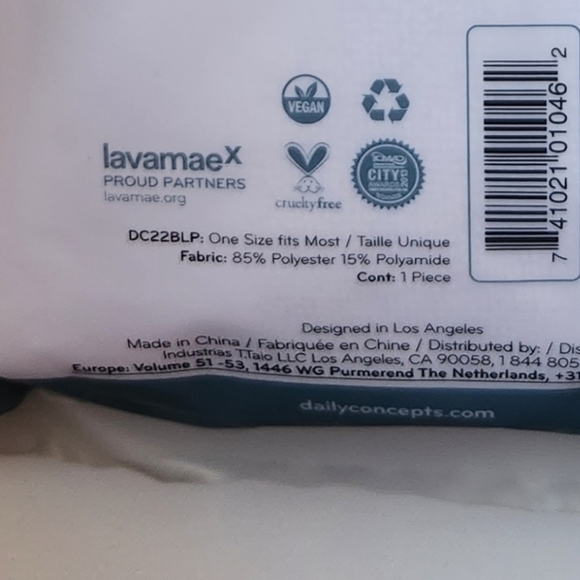 VEGAN
lavamaeX
PROUD PARTNERS
lavamae.org
crueltyfree
CITY
AWARDS
DC22BLP: One Size fits Most / Taille Unique
Fabric: 85% Polyester 15% Polyamide
Cont: 1 Piece
7 41021 01046 2
Designed in Los Angeles
Made in China / Fabriquée en Chine / Distributed by: / Dis
Industrias T.Taio LLC Los Angeles, CA 90058, 1 844 805
Europe: Volume 51 -53, 1446 WG Purmerend The Netherlands, +31
dailyconcepts.com